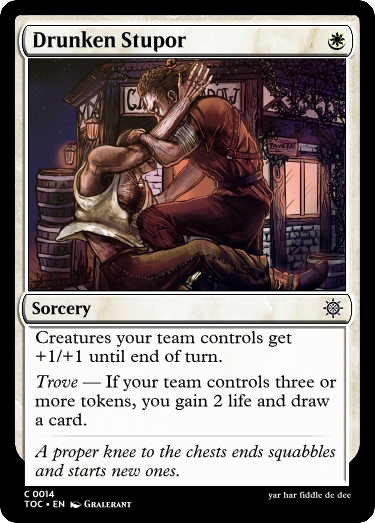 Drunken Stupor
TAVERN
Sorcery
Creatures your team controls get
+1/+1 until end of turn.
Trove — If your team controls three or
more tokens, you gain 2 life and draw
a card.
A proper knee to the chests ends squabbles
and starts new ones.
C 0014
TOC • EN GRALERANT
yar har fiddle de dee